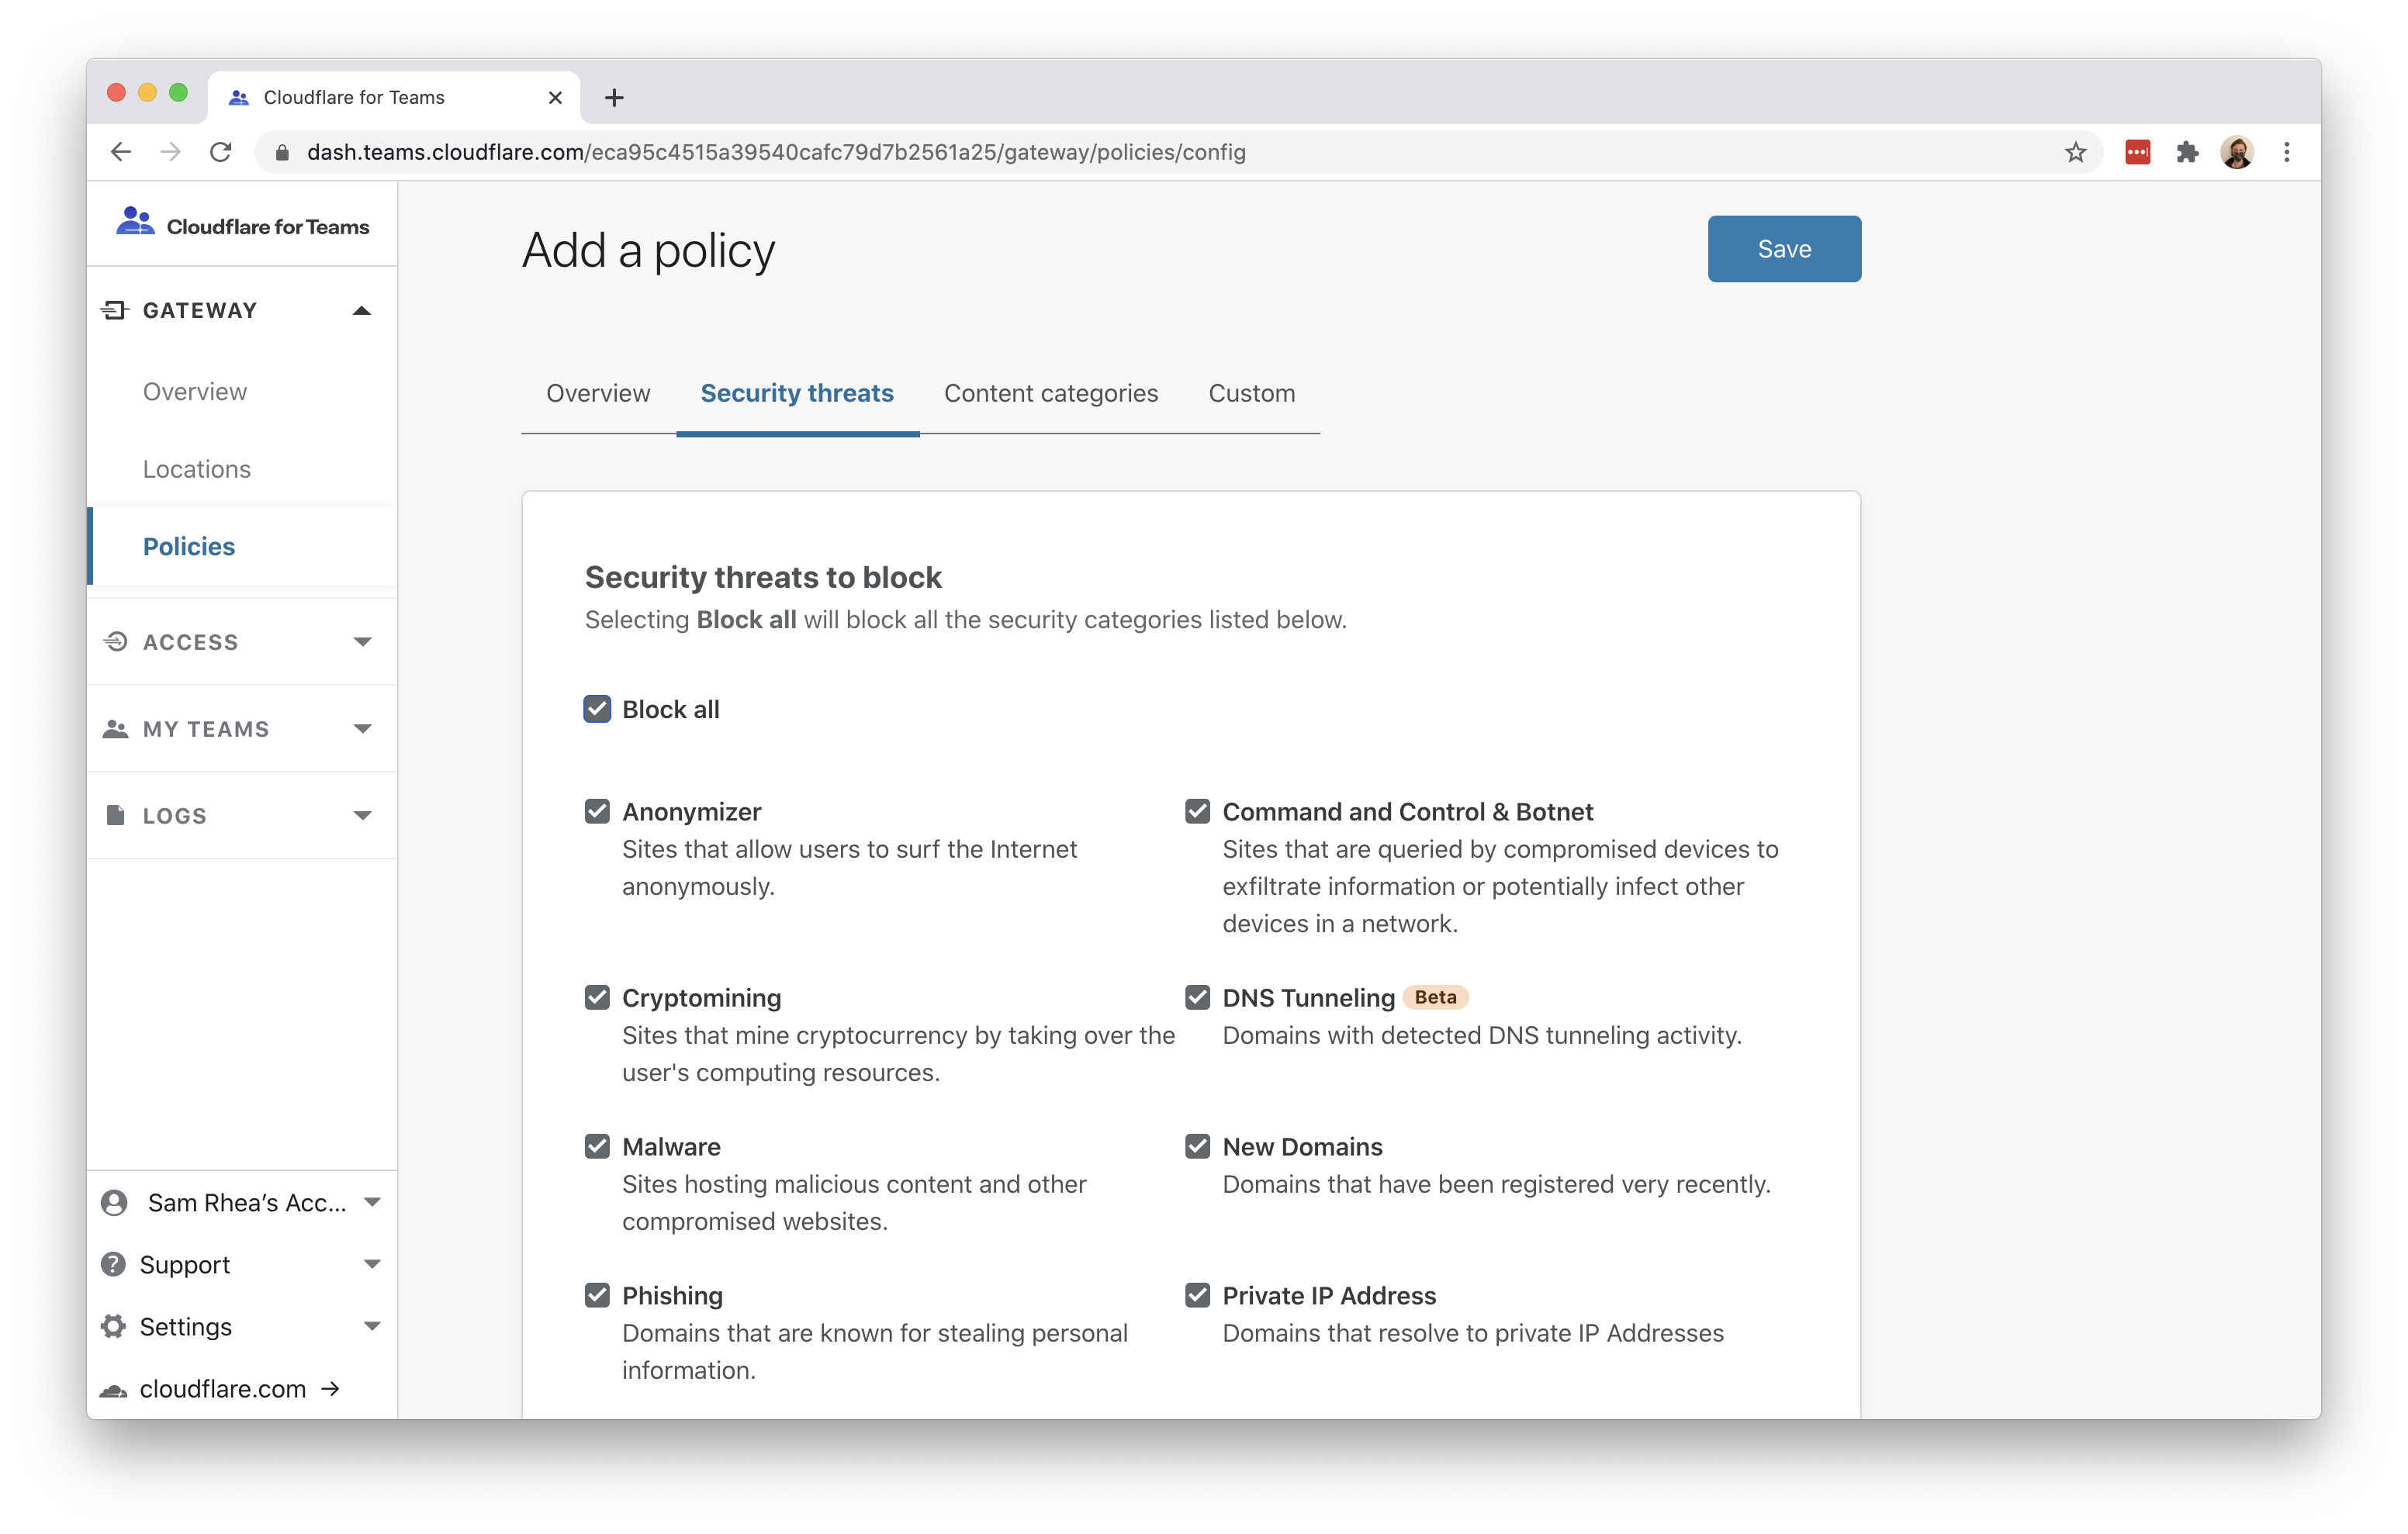 Cloudflare for Teams
dash.teams.cloudflare.com/eca95c4515a39540cafc79d7b2561a25/gateway/policies/config
Cloudflare for Teams
GATEWAY
Overview
Locations
Policies
ACCESS
MY TEAMS
LOGS
Sam Rhea’s Acc...
Support
Settings
cloudflare.com →
Add a policy
Save
Overview
Security threats
Content categories
Custom
Security threats to block
Selecting Block all will block all the security categories listed below.
Block all
Anonymizer
Sites that allow users to surf the Internet
anonymously.
Command and Control & Botnet
Sites that are queried by compromised devices to
exfiltrate information or potentially infect other
devices in a network.
Cryptomining
Sites that mine cryptocurrency by taking over the
user's computing resources.
DNS Tunneling Beta
Domains with detected DNS tunneling activity.
Malware
Sites hosting malicious content and other
compromised websites.
New Domains
Domains that have been registered very recently.
Phishing
Domains that are known for stealing personal
information.
Private IP Address
Domains that resolve to private IP Addresses